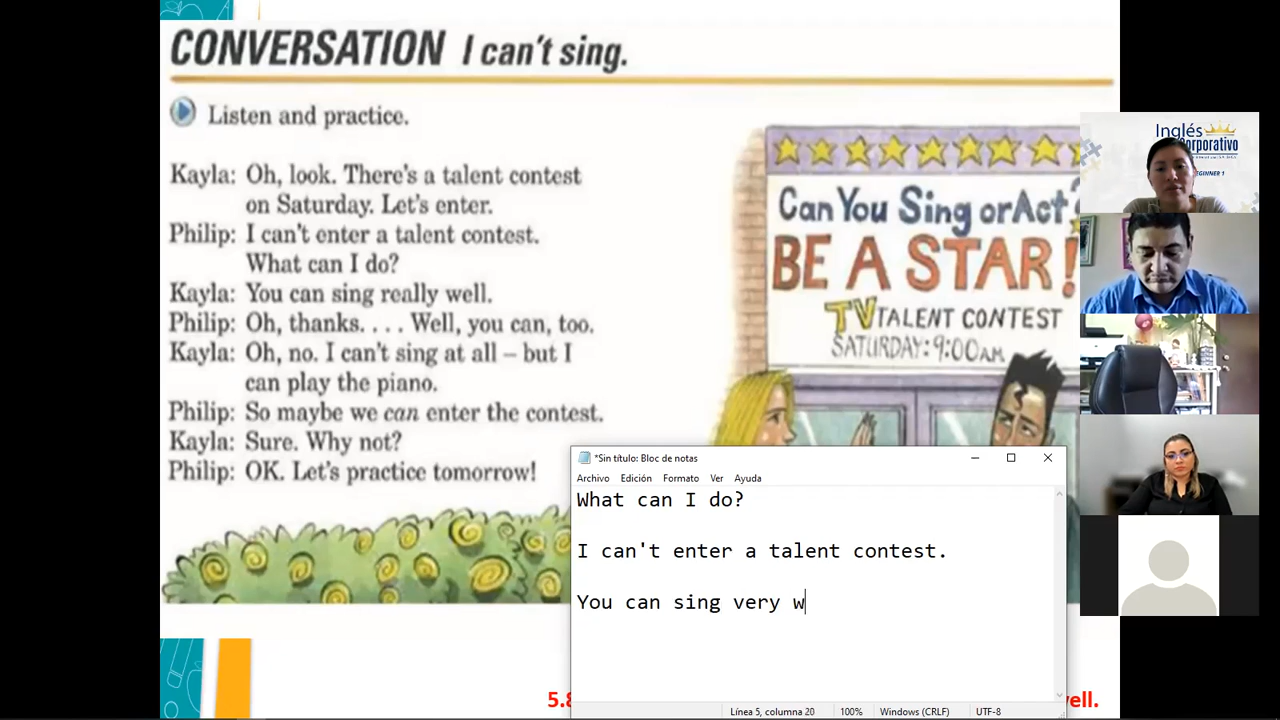 CONVERSATION I can't sing.
Listen and practice.
Kayla: Oh, look. There's a talent contest
on Saturday. Let's enter.
Philip: I can't enter a talent contest.
What can I do?
Kayla: You can sing really well.
Philip: Oh, thanks. . . . Well, you can, too.
Kayla: Oh, no. I can't sing at all – but I
can play the piano.
Philip: So maybe we can enter the contest.
Kayla: Sure. Why not?
Philip: OK. Let's practice tomorrow!
Can You Sing or Act?
BE A STAR!
TV TALENT CONTEST
SATURDAY: 9:00 A.M.
*Sin título: Bloc de notas
Archivo Edición Formato Ver Ayuda
What can I do?
I can't enter a talent contest.
You can sing very w
Línea 5, columna 20 100% Windows (CRLF) UTF-8
Inglés
Corporativo